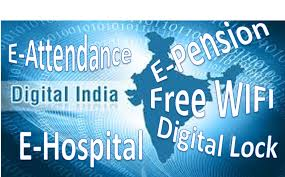 E-Attendance
E-Pension
Digital India
Free WIFI
E-Hospital
Digital Lock